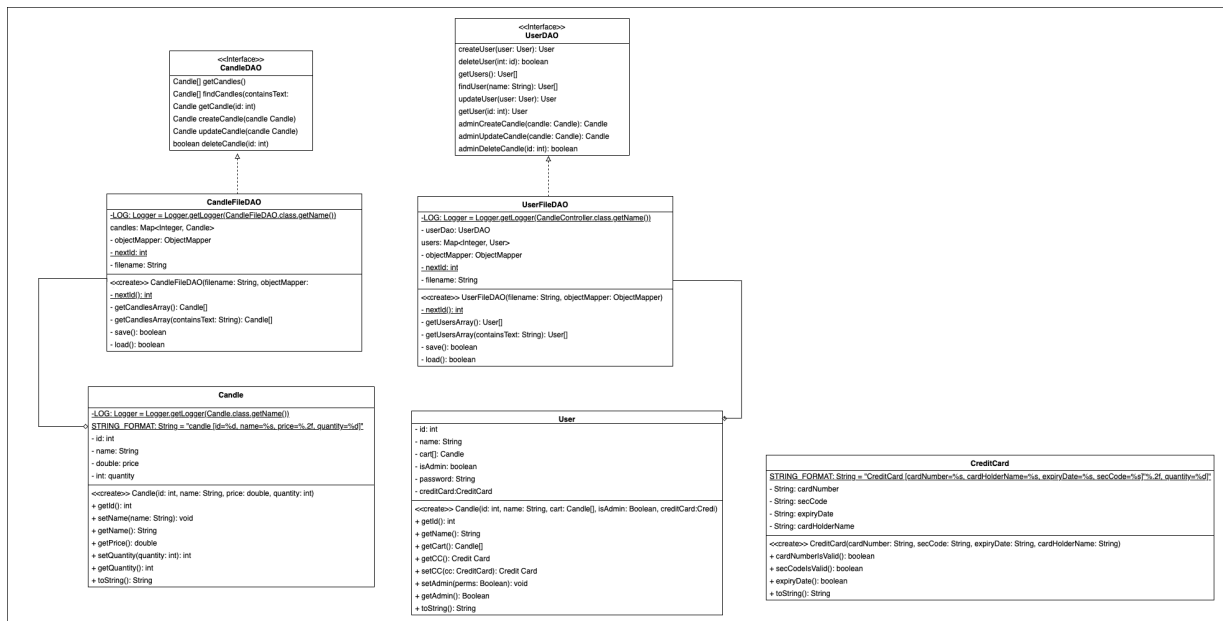 <<Interface>>
CandleDAO
Candle[] getCandles()
Candle[] findCandles(containsText:
Candle getCandle(id: int)
Candle createCandle(candle Candle)
Candle updateCandle(candle Candle)
boolean deleteCandle(id: int)
<<Interface>>
UserDAO
createUser(user: User): User
deleteUser(int: id): boolean
getUsers(): User[]
findUser(name: String): User[]
updateUser(user: User): User
getUser(id: int): User
adminCreateCandle(candle: Candle): Candle
adminUpdateCandle(candle: Candle): Candle
adminDeleteCandle(id: int): boolean
CandleFileDAO
-LOG: Logger = Logger.getLogger(CandleFileDAO.class.getName())
candles: Map<Integer, Candle>
- objectMapper: ObjectMapper
- nextId: int
- filename: String
<<create>> CandleFileDAO(filename: String, objectMapper:
- nextId(): int
- getCandlesArray(): Candle[]
- getCandlesArray(containsText: String): Candle[]
- save(): boolean
- load(): boolean
UserFileDAO
-LOG: Logger = Logger.getLogger(CandleController.class.getName())
- userDao: UserDAO
users: Map<Integer, User>
- objectMapper: ObjectMapper
- nextId: int
- filename: String
<<create>> UserFileDAO(filename: String, objectMapper: ObjectMapper)
- nextId(): int
- getUsersArray(): User[]
- getUsersArray(containsText: String): User[]
- save(): boolean
- load(): boolean
Candle
-LOG: Logger = Logger.getLogger(Candle.class.getName())
STRING_FORMAT: String = "candle [id=%d, name=%s, price=%.2f, quantity=%d]"
- id: int
- name: String
- double: price
- int: quantity
<<create>> Candle(id: int, name: String, price: double, quantity: int)
+ getId(): int
+ setName(name: String): void
+ getName(): String
+ getPrice(): double
+ setQuantity(quantity: int): int
+ getQuantity(): int
+ toString(): String
User
- id: int
- name: String
- cart[]: Candle
- isAdmin: boolean
- password: String
- creditCard:CreditCard
<<create>> Candle(id: int, name: String, cart: Candle[], isAdmin: Boolean, creditCard:Credi)
+ getId(): int
+ getName(): String
+ getCart(): Candle[]
+ getCC(): Credit Card
+ setCC(cc: CreditCard): Credit Card
+ setAdmin(perms: Boolean): void
+ getAdmin(): Boolean
+ toString(): String
CreditCard
STRING_FORMAT: String = "CreditCard [cardNumber=%s, cardHolderName=%s, expiryDate=%s, secCode=%s]"%.2f, quantity=%d]"
- String: cardNumber
- String: secCode
- String: expiryDate
- String: cardHolderName
<<create>> CreditCard(cardNumber: String, secCode: String, expiryDate: String, cardHolderName: String)
+ cardNumberIsValid(): boolean
+ secCodeIsValid(): boolean
+ expiryDate(): boolean
+ toString(): String